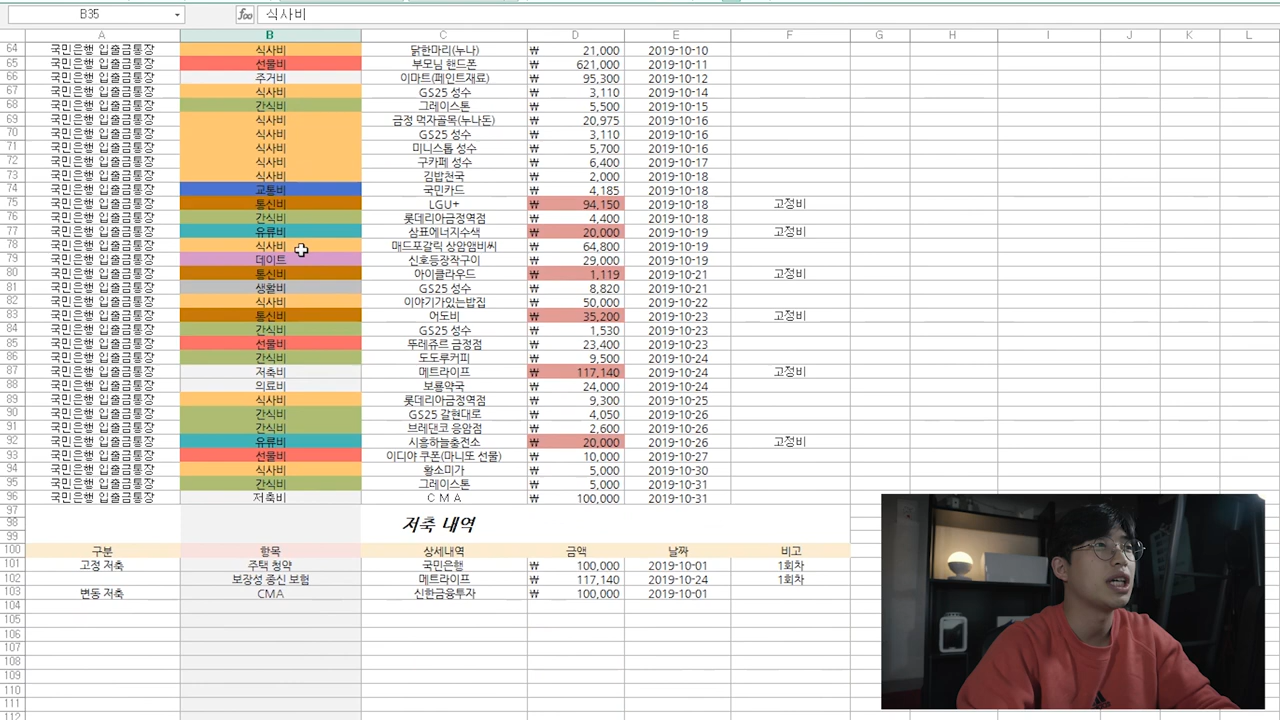 B35 식사비
A B C D E F G H I J K L
64 국민은행 입출금통장 식사비 닭한마리(누나) ₩ 21,000 2019-10-10
65 국민은행 입출금통장 선물비 부모님 핸드폰 ₩ 621,000 2019-10-11
66 국민은행 입출금통장 주거비 이마트(페인트재료) ₩ 95,300 2019-10-12
67 국민은행 입출금통장 식사비 GS25 성수 ₩ 3,110 2019-10-14
68 국민은행 입출금통장 간식비 그레이스톤 ₩ 5,500 2019-10-15
69 국민은행 입출금통장 식사비 금정 먹자골목(누나돈) ₩ 20,975 2019-10-16
70 국민은행 입출금통장 식사비 GS25 성수 ₩ 3,110 2019-10-16
71 국민은행 입출금통장 식사비 미니스톱 성수 ₩ 5,700 2019-10-16
72 국민은행 입출금통장 식사비 구카페 성수 ₩ 6,400 2019-10-17
73 국민은행 입출금통장 식사비 김밥천국 ₩ 2,000 2019-10-18
74 국민은행 입출금통장 교통비 국민카드 ₩ 4,185 2019-10-18
75 국민은행 입출금통장 통신비 LGU+ ₩ 94,150 2019-10-18 고정비
76 국민은행 입출금통장 간식비 롯데리아금정역점 ₩ 4,400 2019-10-18
77 국민은행 입출금통장 유류비 삼표에너지수색 ₩ 20,000 2019-10-19 고정비
78 국민은행 입출금통장 식사비 매드포갈릭 상암앰비씨 ₩ 64,800 2019-10-19
79 국민은행 입출금통장 데이트 신호등장작구이 ₩ 29,000 2019-10-19
80 국민은행 입출금통장 통신비 아이클라우드 ₩ 1,119 2019-10-21 고정비
81 국민은행 입출금통장 생활비 GS25 성수 ₩ 8,820 2019-10-21
82 국민은행 입출금통장 식사비 이야기가있는밥집 ₩ 50,000 2019-10-22
83 국민은행 입출금통장 통신비 어도비 ₩ 35,200 2019-10-23 고정비
84 국민은행 입출금통장 간식비 GS25 성수 ₩ 1,530 2019-10-23
85 국민은행 입출금통장 선물비 뚜레쥬르 금정점 ₩ 23,400 2019-10-23
86 국민은행 입출금통장 간식비 도도루커피 ₩ 9,500 2019-10-24
87 국민은행 입출금통장 저축비 메트라이프 ₩ 117,140 2019-10-24 고정비
88 국민은행 입출금통장 의료비 보룡약국 ₩ 24,000 2019-10-24
89 국민은행 입출금통장 식사비 롯데리아금정역점 ₩ 9,300 2019-10-25
90 국민은행 입출금통장 간식비 GS25 갈현대로 ₩ 4,050 2019-10-26
91 국민은행 입출금통장 간식비 브레댄코 응암점 ₩ 2,600 2019-10-26
92 국민은행 입출금통장 유류비 시흥하늘충전소 ₩ 20,000 2019-10-26 고정비
93 국민은행 입출금통장 선물비 이디야 쿠폰(마니또 선물) ₩ 10,000 2019-10-27
94 국민은행 입출금통장 식사비 황소미가 ₩ 5,000 2019-10-30
95 국민은행 입출금통장 간식비 그레이스톤 ₩ 5,000 2019-10-31
96 국민은행 입출금통장 저축비 C M A ₩ 100,000 2019-10-31
97
98 저축 내역
99
100 구분 항목 상세내역 금액 날짜 비고
101 고정 저축 주택 청약 국민은행 ₩ 100,000 2019-10-01 1회차
102 보장성 종신 보험 메트라이프 ₩ 117,140 2019-10-24 1회차
103 변동 저축 CMA 신한금융투자 ₩ 100,000 2019-10-01
104
105
106
107
108
109
110
111
112